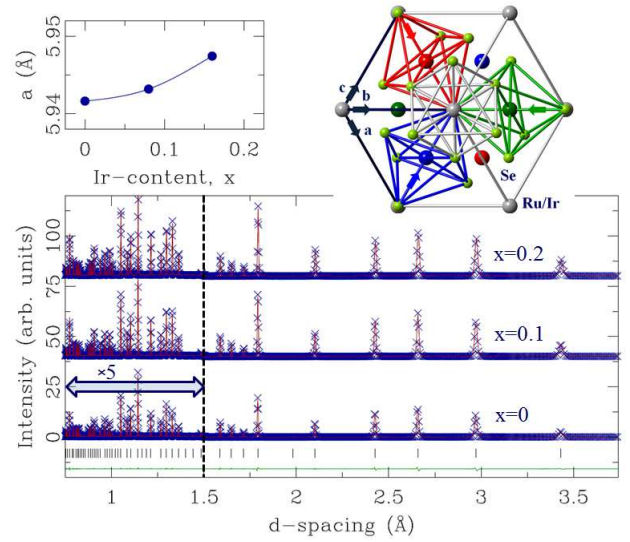 5.95
5.94
a (Å)
0
0.1
0.2
Ir-content, x
c
b
a
Se
Ru/Ir
100
75
50
25
0
Intensity (arb. units)
x=0.2
x=0.1
×5
x=0
1
1.5
2
2.5
3
3.5
d-spacing (Å)